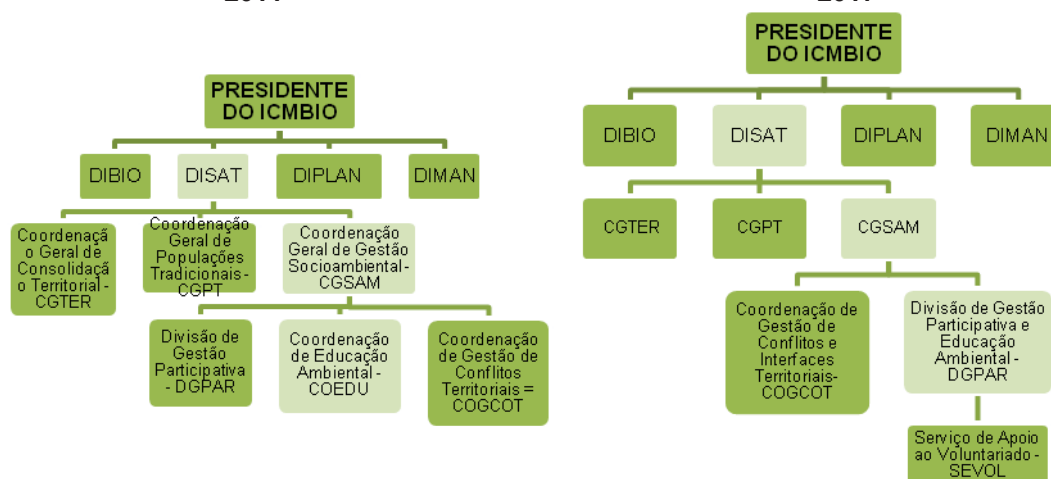 PRESIDENTE
DO ICMBIO
DIBIO
DISAT
DIPLAN
DIMAN
Coordenaçã
o Geral de
Consolidaçã
o Territorial -
CGTER
Coordenação
Geral de
Populações
Tradicionais-
CGPT
Coordenação
Geral de Gestão
Socioambiental-
CGSAM
Divisão de
Gestão
Participativa
- DGPAR
Coordenação
de Educação
Ambiental -
COEDU
Coordenação
de Gestão de
Conflitos
Territoriais =
COGCOT
PRESIDENTE
DO ICMBIO
DIBIO
DISAT
DIPLAN
DIMAN
CGTER
CGPT
CGSAM
Coordenação de
Gestão de
Conflitos e
Interfaces
Territoriais-
COGCOT
Divisão de Gestão
Participativa e
Educação
Ambiental -
DGPAR
Serviço de Apoio
ao Voluntariado -
SEVOL